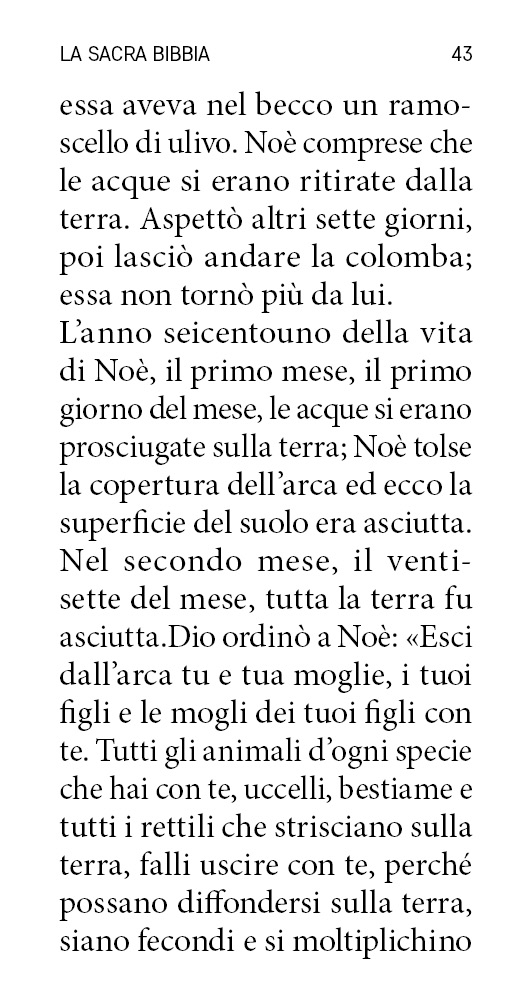 LA SACRA BIBBIA 43
essa aveva nel becco un ramo-
scello di ulivo. Noè comprese che
le acque si erano ritirate dalla
terra. Aspettò altri sette giorni,
poi lasciò andare la colomba;
essa non tornò più da lui.
L'anno seicentouno della vita
di Noè, il primo mese, il primo
giorno del mese, le acque si erano
prosciugate sulla terra; Noè tolse
la copertura dell'arca ed ecco la
superficie del suolo era asciutta.
Nel secondo mese, il venti-
sette del mese, tutta la terra fu
asciutta.Dio ordinò a Noè: «Esci
dall'arca tu e tua moglie, i tuoi
figli e le mogli dei tuoi figli con
te. Tutti gli animali d'ogni specie
che hai con te, uccelli, bestiame e
tutti i rettili che strisciano sulla
terra, falli uscire con te, perché
possano diffondersi sulla terra,
siano fecondi e si moltiplichino